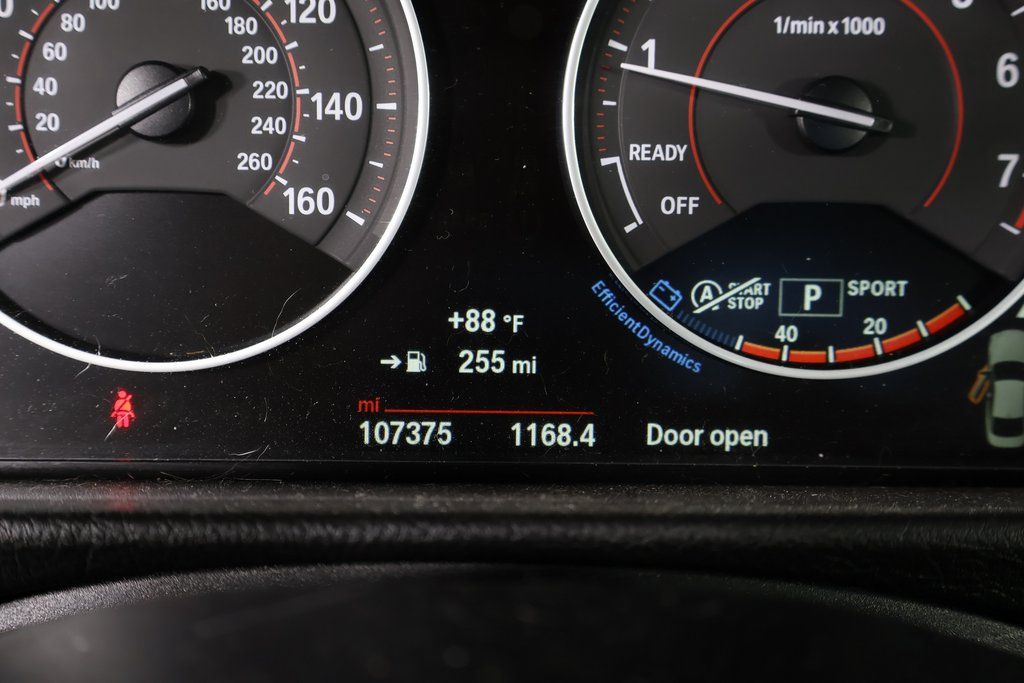 80
100
160
120
60
180
40
200
20
220
140
240
0 km/h
260
160
mph
1/min x 1000
1
6
7
READY
OFF
A START STOP
P
SPORT
EfficientDynamics
40
20
+88 °F
255 mi
mi
107375
1168.4
Door open